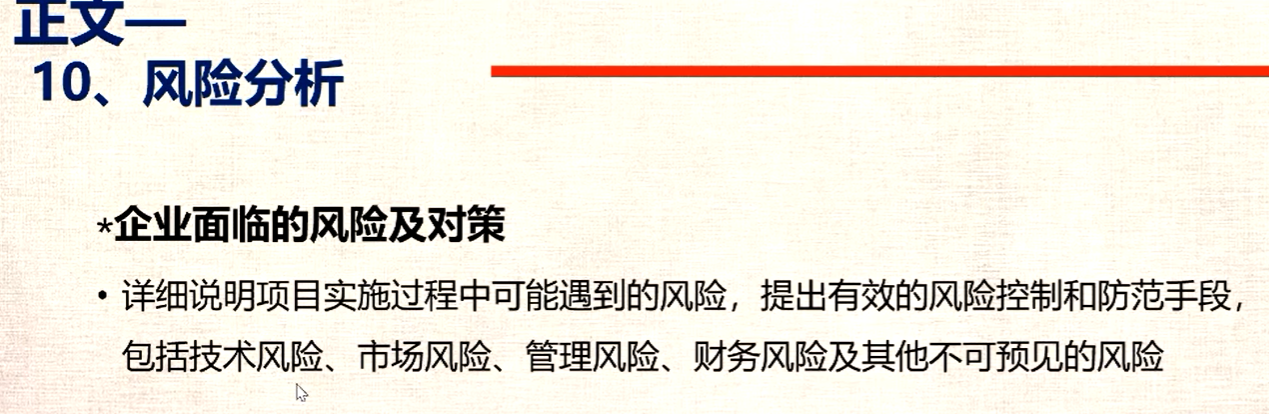 正文—
10、风险分析
*企业面临的风险及对策
• 详细说明项目实施过程中可能遇到的风险，提出有效的风险控制和防范手段，
包括技术风险、市场风险、管理风险、财务风险及其他不可预见的风险